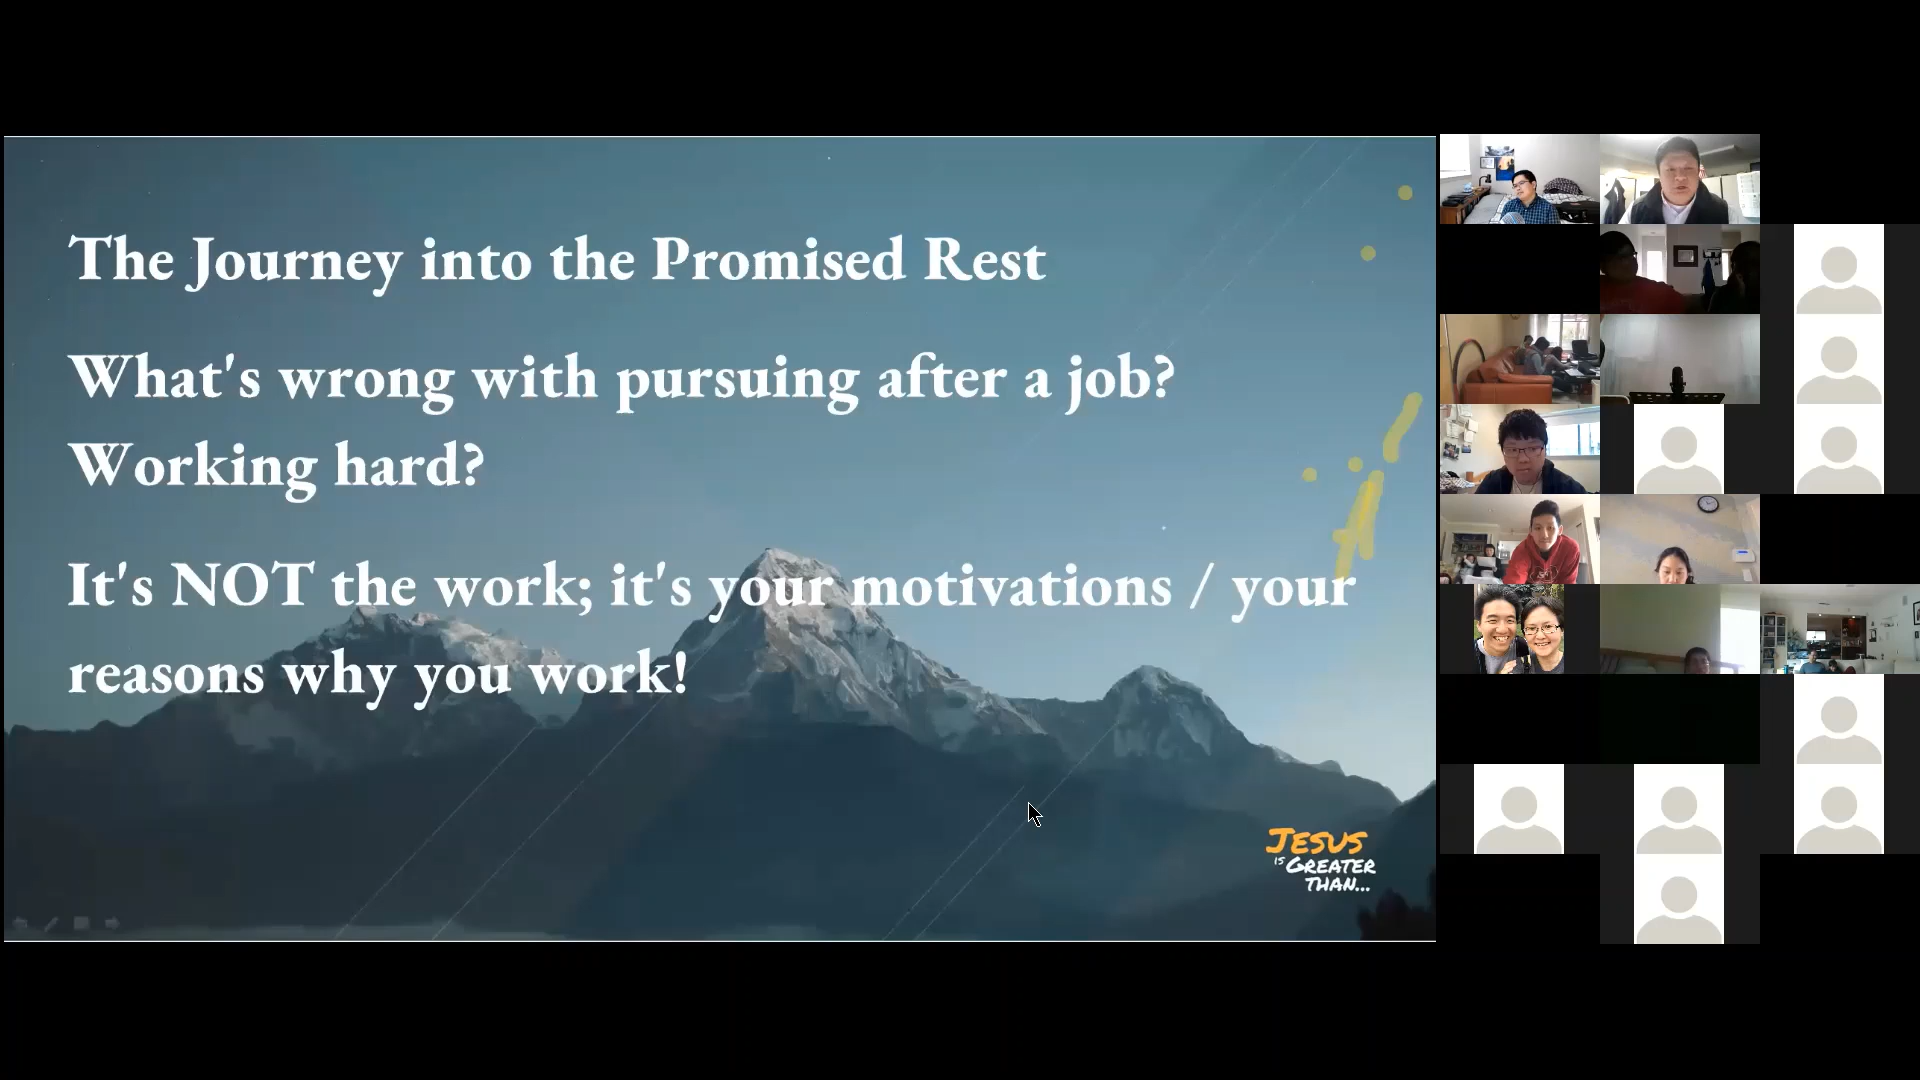 The Journey into the Promised Rest
What's wrong with pursuing after a job?
Working hard?
It's NOT the work; it's your motivations / your
reasons why you work!
JESUS
IS GREATER
THAN...